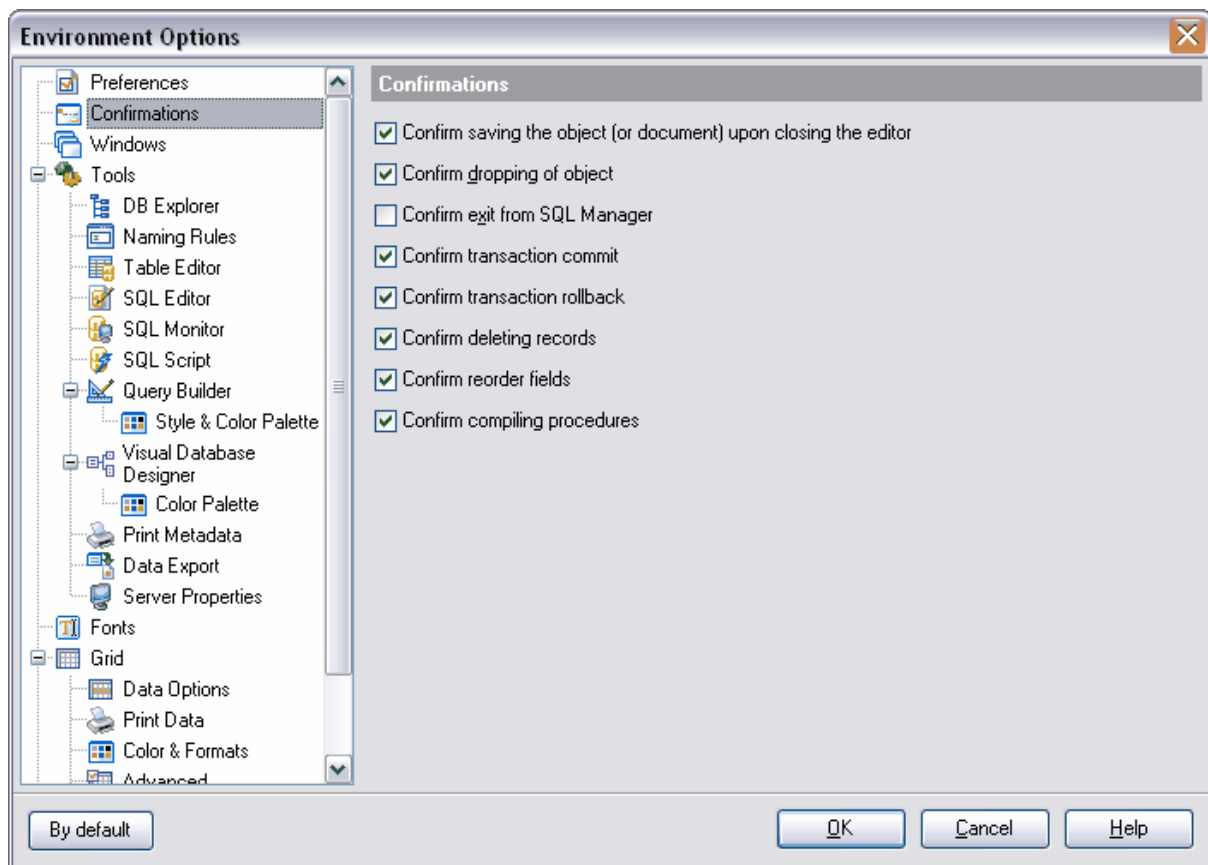 Environment Options
Preferences
Confirmations
Windows
Tools
DB Explorer
Naming Rules
Table Editor
SQL Editor
SQL Monitor
SQL Script
Query Builder
Style & Color Palette
Visual Database
Designer
Color Palette
Print Metadata
Data Export
Server Properties
Fonts
Grid
Data Options
Print Data
Color & Formats
Advanced
Confirmations
Confirm saving the object (or document) upon closing the editor
Confirm dropping of object
Confirm exit from SQL Manager
Confirm transaction commit
Confirm transaction rollback
Confirm deleting records
Confirm reorder fields
Confirm compiling procedures
By default
OK
Cancel
Help